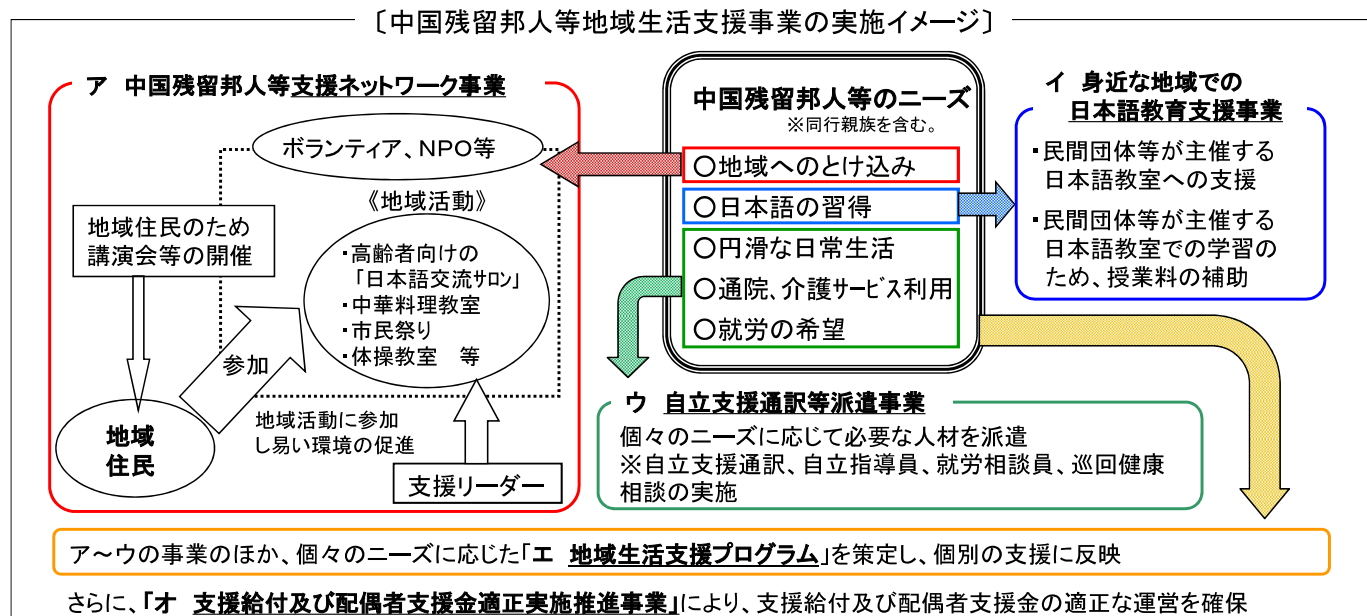 〔中国残留邦人等地域生活支援事業の実施イメージ〕
ア 中国残留邦人等支援ネットワーク事業
ボランティア、NPO等
《地域活動》
・高齢者向けの
「日本語交流サロン」
・中華料理教室
・市民祭り
・体操教室 等
地域住民のため
講演会等の開催
参加
地域
住民
地域活動に参加
し易い環境の促進
支援リーダー
中国残留邦人等のニーズ
※同行親族を含む。
○地域へのとけ込み
○日本語の習得
○円滑な日常生活
○通院、介護サービス利用
○就労の希望
イ 身近な地域での
日本語教育支援事業
・民間団体等が主催する
日本語教室への支援
・民間団体等が主催する
日本語教室での学習の
ため、授業料の補助
ウ 自立支援通訳等派遣事業
個々のニーズに応じて必要な人材を派遣
※自立支援通訳、自立指導員、就労相談員、巡回健康
相談の実施
ア～ウの事業のほか、個々のニーズに応じた「エ 地域生活支援プログラム」を策定し、個別の支援に反映
さらに、「オ 支援給付及び配偶者支援金適正実施推進事業」により、支援給付及び配偶者支援金の適正な運営を確保